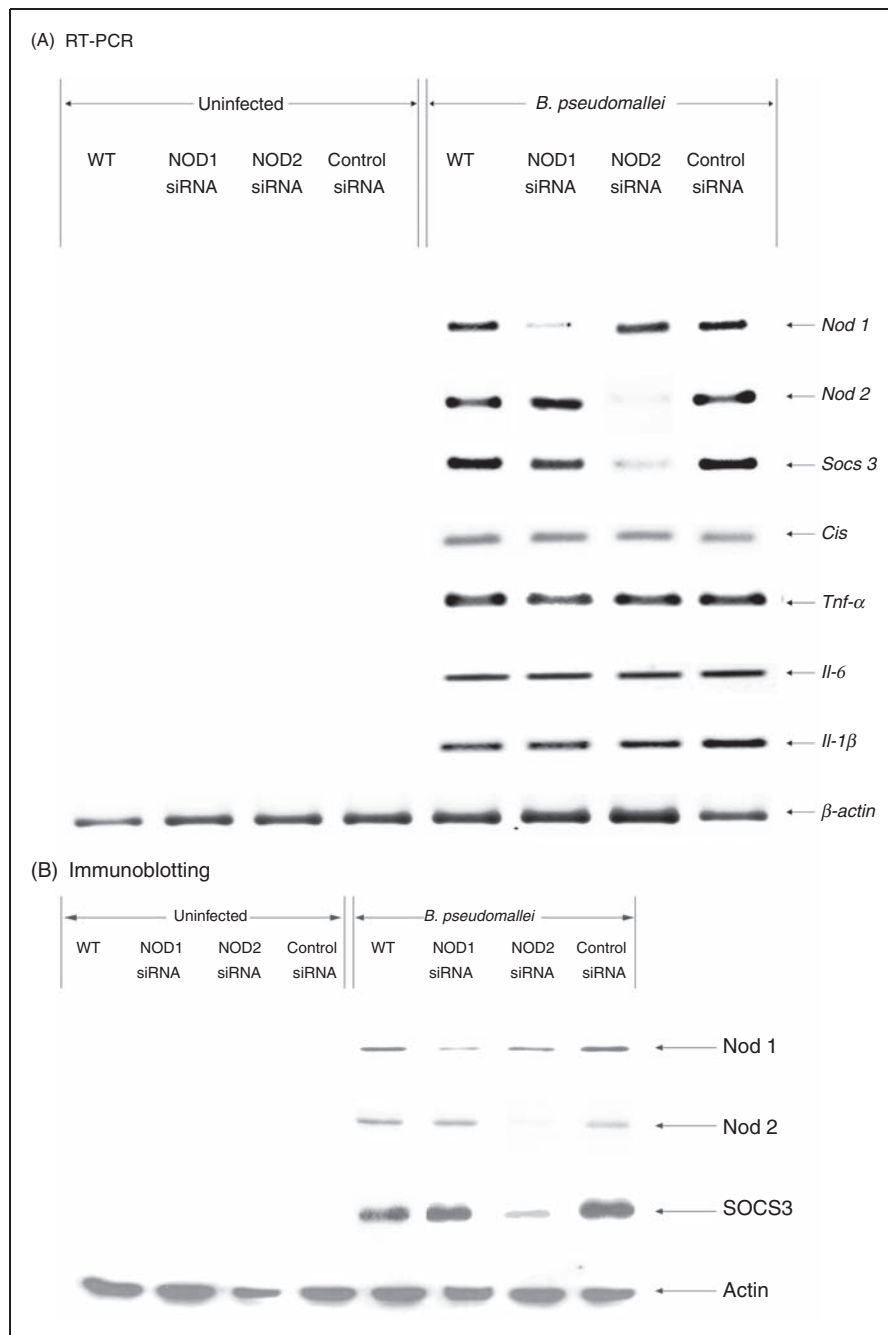 (A) RT-PCR
Uninfected
B. pseudomallei
WT NOD1 NOD2 Control WT NOD1 NOD2 Control
siRNA siRNA siRNA siRNA siRNA siRNA
Nod 1
Nod 2
Socs 3
Cis
Tnf-α
Il-6
Il-1β
β-actin
(B) Immunoblotting
Uninfected
B. pseudomallei
WT NOD1 NOD2 Control WT NOD1 NOD2 Control
siRNA siRNA siRNA siRNA siRNA siRNA
Nod 1
Nod 2
SOCS3
Actin